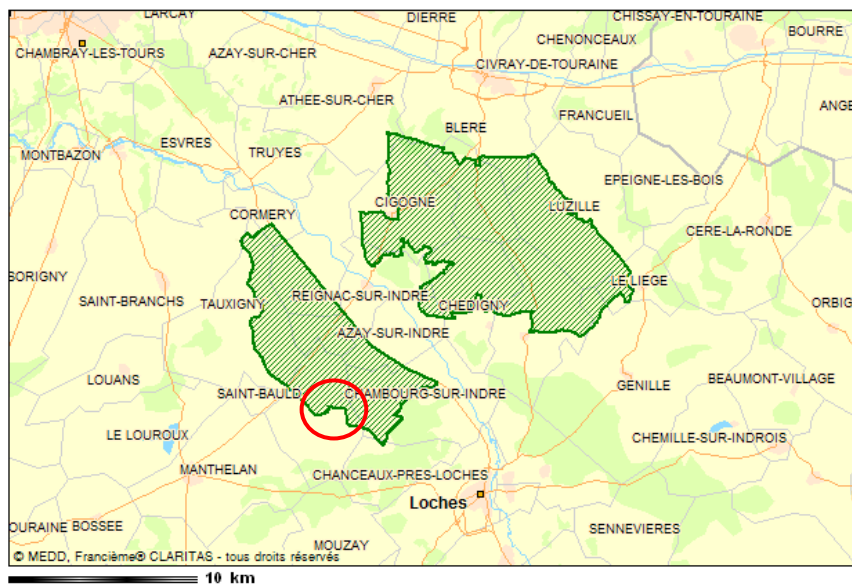 LARCAY
DIERRE
CHISSAY-EN-TOURAINE
BOURRE
CHENONCEAUX
CHAMBRAY-LES-TOURS
AZAY-SUR-CHER
CIVRAY-DE-TOURAINE
ATHEE-SUR-CHER
ANGE
FRANCUEIL
BLERE
ESVRES
MONTBAZON
TRUYES
EPEIGNE-LES-BOIS
CIGOGNE
LUZILLE
CORMERY
CERE-LA-RONDE
SORIGNY
LE LIEGE
REIGNAC-SUR-INDRE
SAINT-BRANCHS
TAUXIGNY
CHEDIGNY
ORBIG
AZAY-SUR-INDRE
LOUANS
SAINT-BAULD
CHAMBOURG-SUR-INDRE
GENILLE
BEAUMONT-VILLAGE
LE LOUROUX
CHEMILLE-SUR-INDROIS
MANTHELAN
CHANCEAUX-PRES-LOCHES
Loches
OURAINE
BOSSEE
SENNEVIERES
MOUZAY
© MEDD, Francième® CLARITAS - tous droits réservés
10 km